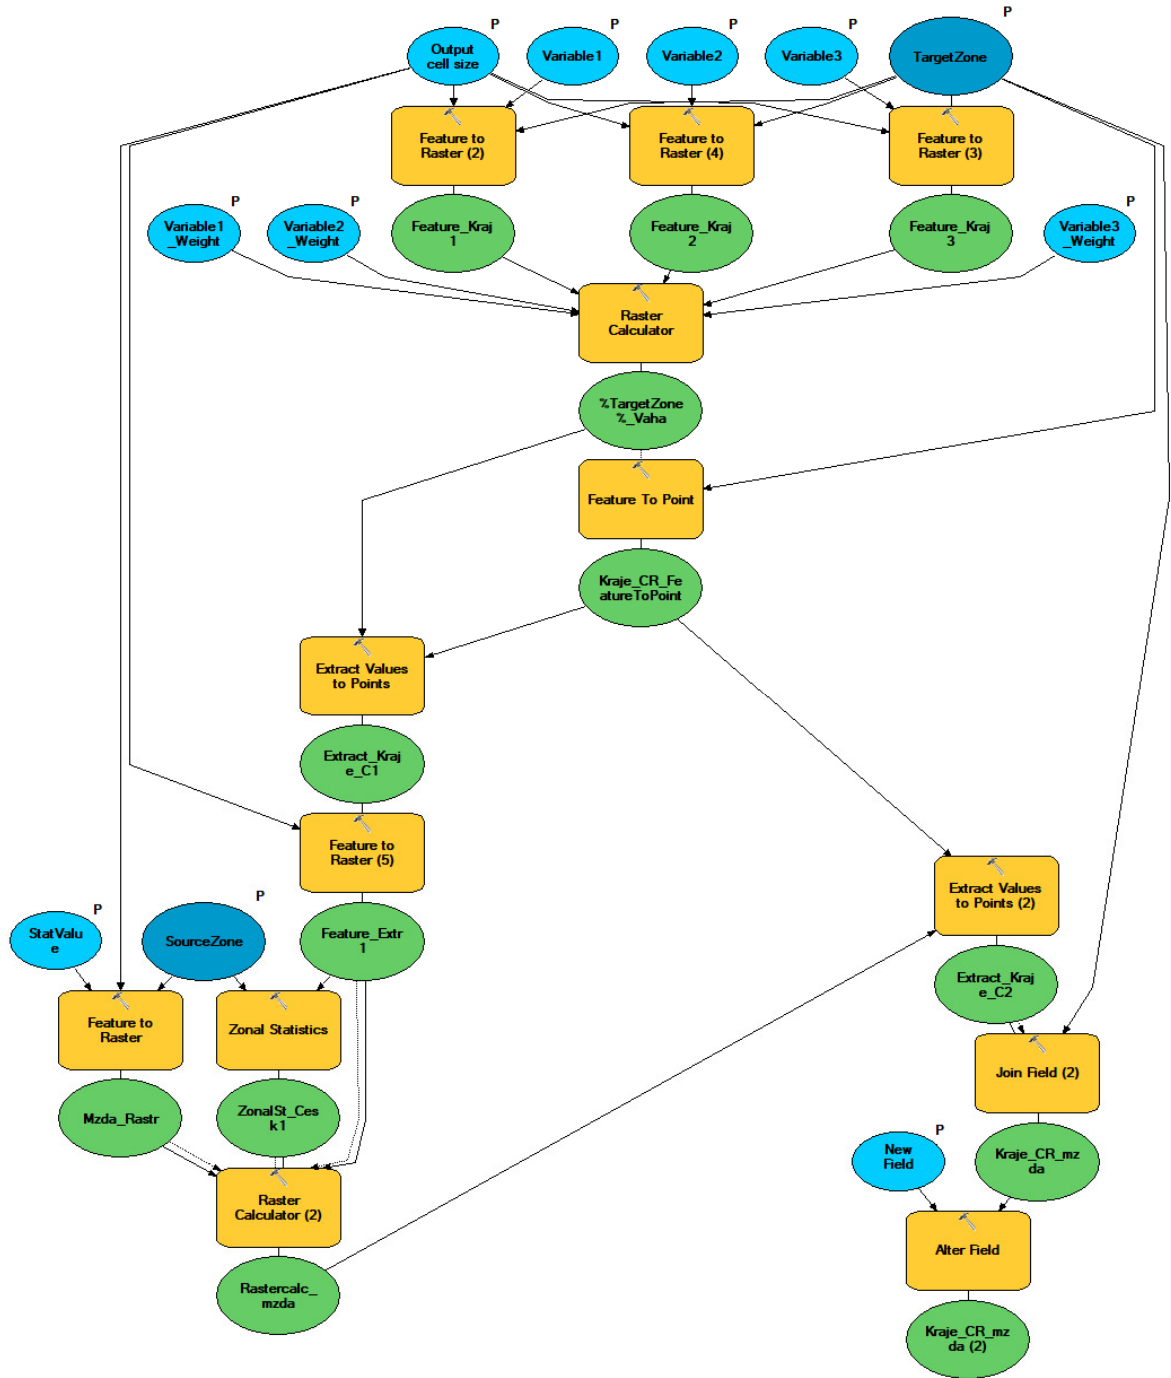 P
P
P
P
P
Output
cell size
Variable1
Variable2
Variable3
TargetZone
Feature to
Raster (2)
Feature to
Raster (4)
Feature to
Raster (3)
P
P
P
Variable1
_Weight
Variable2
_Weight
Feature_Kraj
1
Feature_Kraj
2
Feature_Kraj
3
Variable3
_Weight
Raster
Calculator
%TargetZone
%_Vaha
Feature To Point
Kraje_CR_Fe
atureToPoint
Extract Values
to Points
Extract_Kraj
e_C1
Feature to
Raster (5)
Extract Values
to Points (2)
P
P
StatValu
e
SourceZone
Feature_Extr
1
Extract_Kraj
e_C2
Feature to
Raster
Zonal Statistics
Join Field (2)
Mzda_Rastr
ZonalSt_Ces
k1
P
New
Field
Kraje_CR_mz
da
Raster
Calculator (2)
Alter Field
Rastercalc_
mzda
Kraje_CR_mz
da (2)